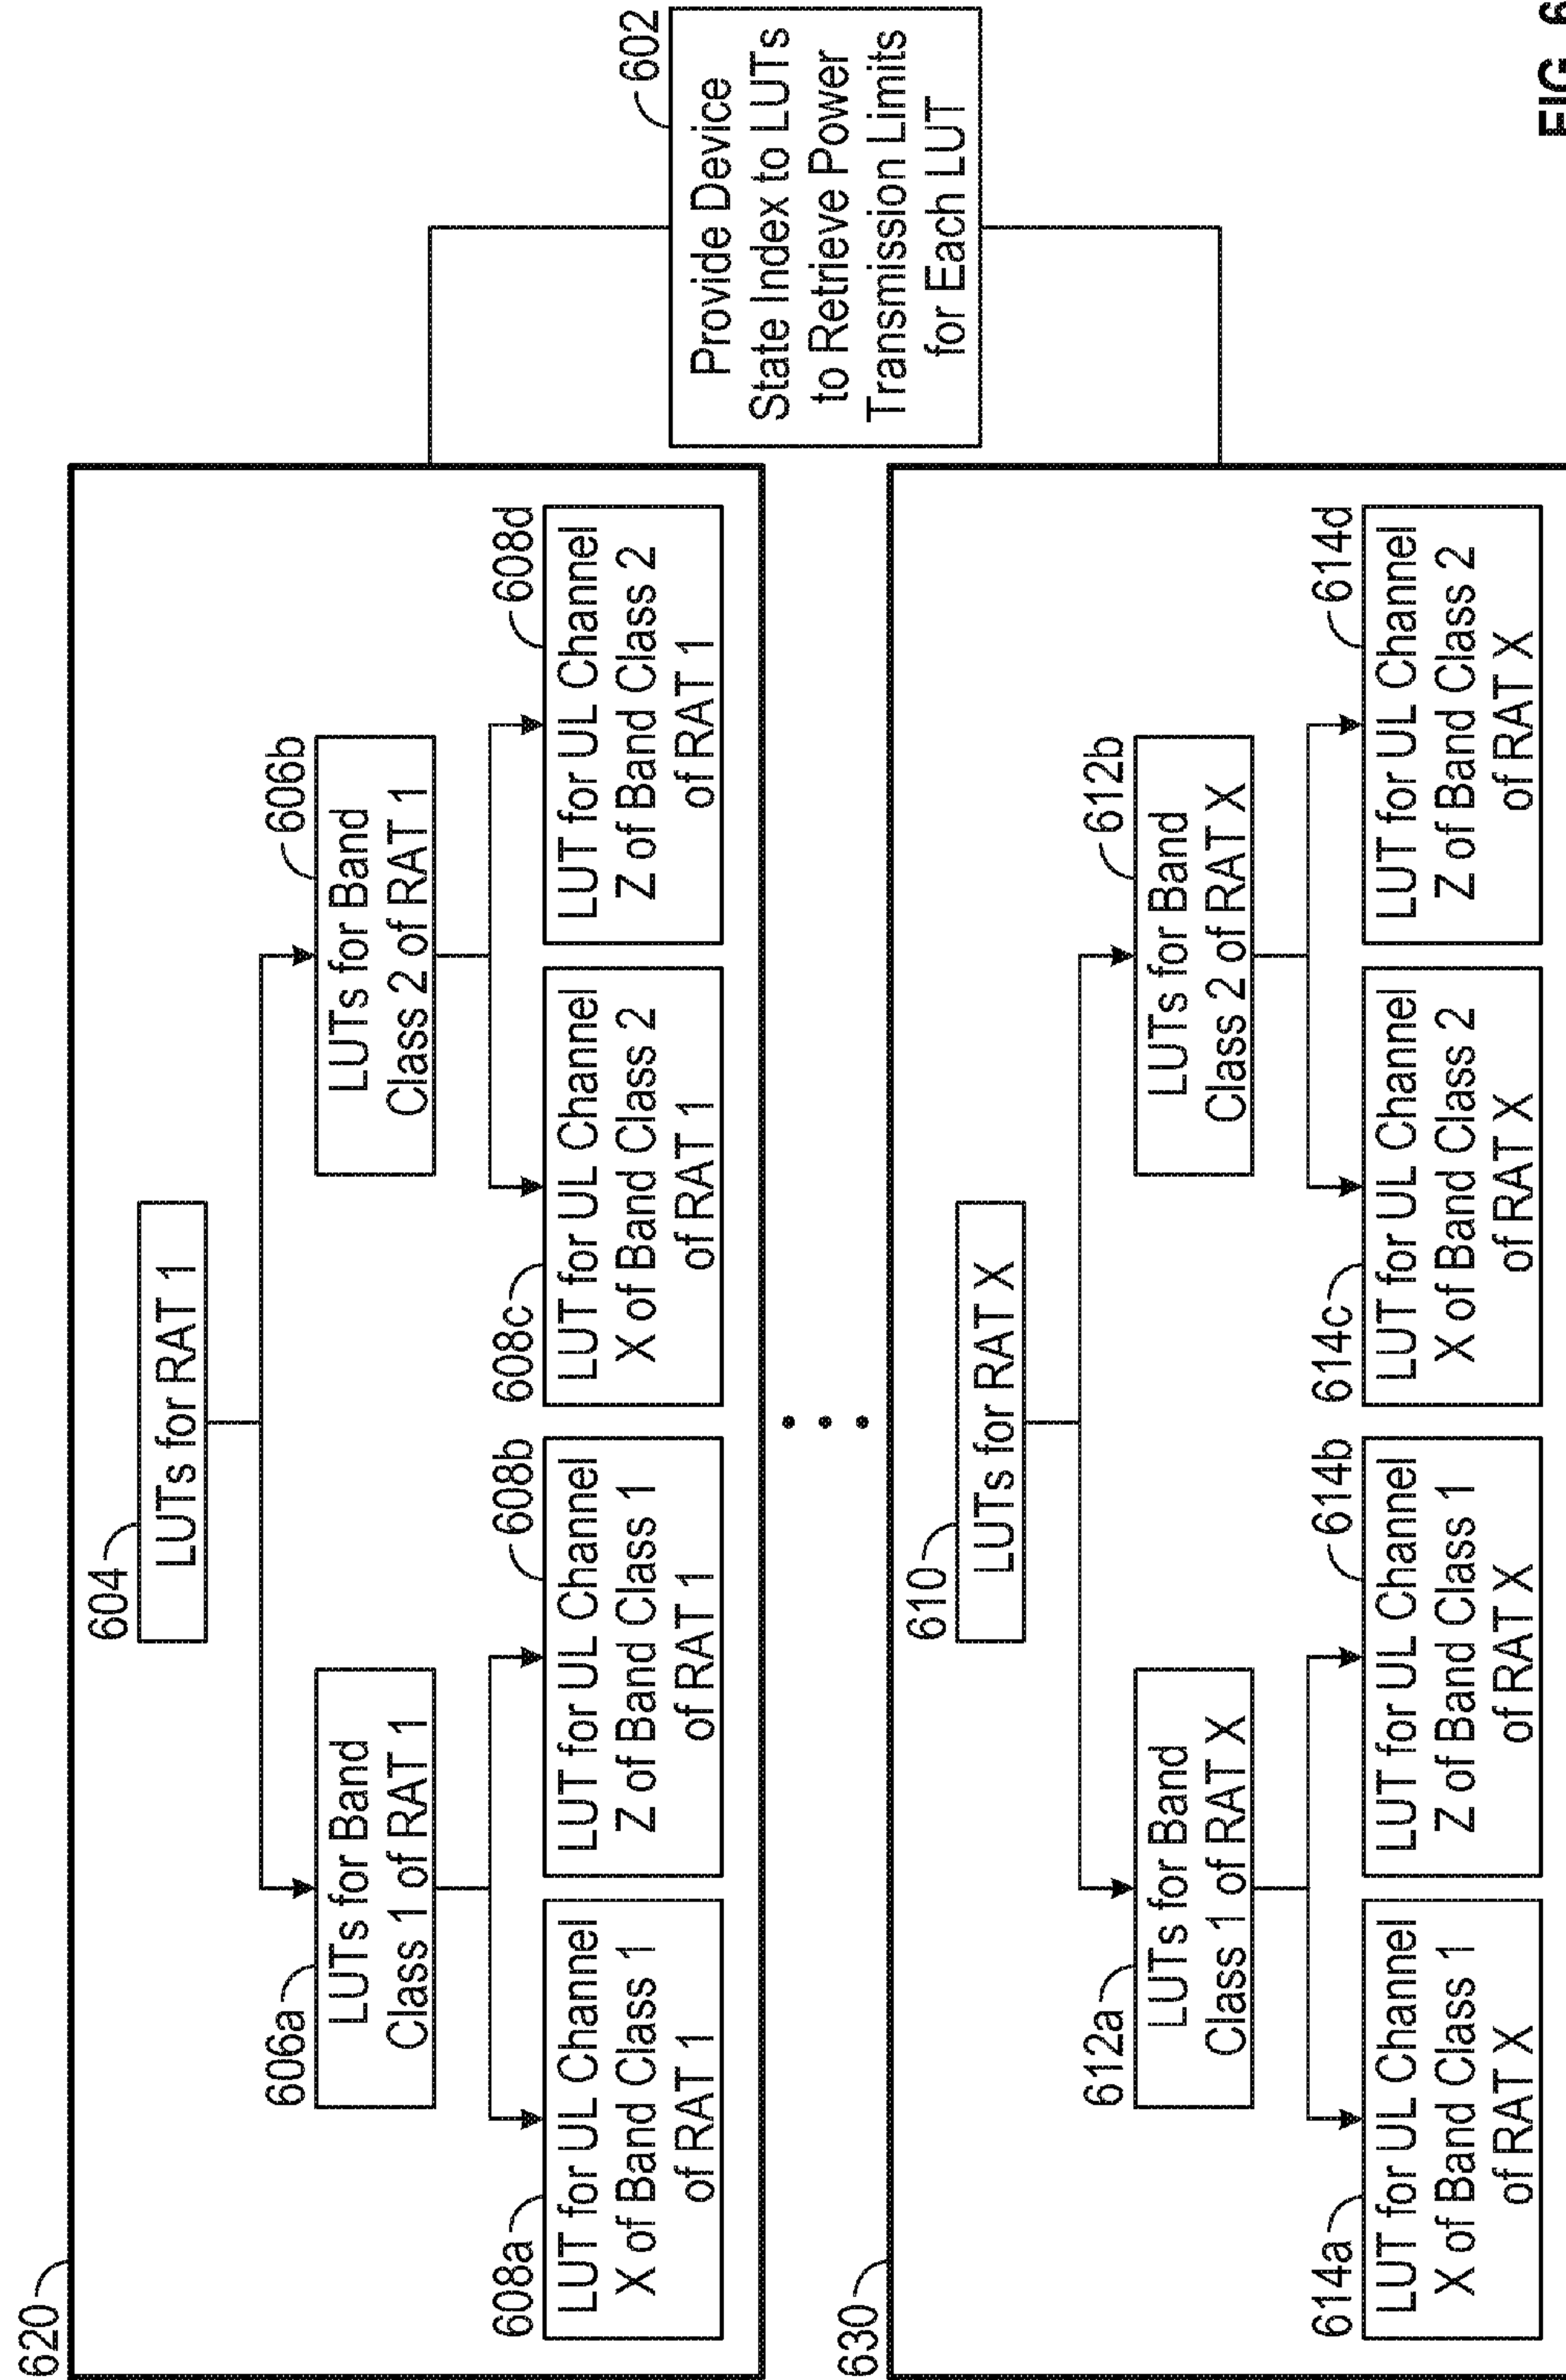 620
604
LUTs for RAT 1
606a
LUTs for Band
Class 1 of RAT 1
606b
LUTs for Band
Class 2 of RAT 1
608a
LUT for UL Channel
X of Band Class 1
of RAT 1
608b
LUT for UL Channel
Z of Band Class 1
of RAT 1
608c
LUT for UL Channel
X of Band Class 2
of RAT 1
608d
LUT for UL Channel
Z of Band Class 2
of RAT 1
602
Provide Device
State Index to LUTs
to Retrieve Power
Transmission Limits
for Each LUT
630
610
LUTs for RAT X
612a
LUTs for Band
Class 1 of RAT X
612b
LUTs for Band
Class 2 of RAT X
614a
LUT for UL Channel
X of Band Class 1
of RAT X
614b
LUT for UL Channel
Z of Band Class 1
of RAT X
614c
LUT for UL Channel
X of Band Class 2
of RAT X
614d
LUT for UL Channel
Z of Band Class 2
of RAT X
FIG. 6